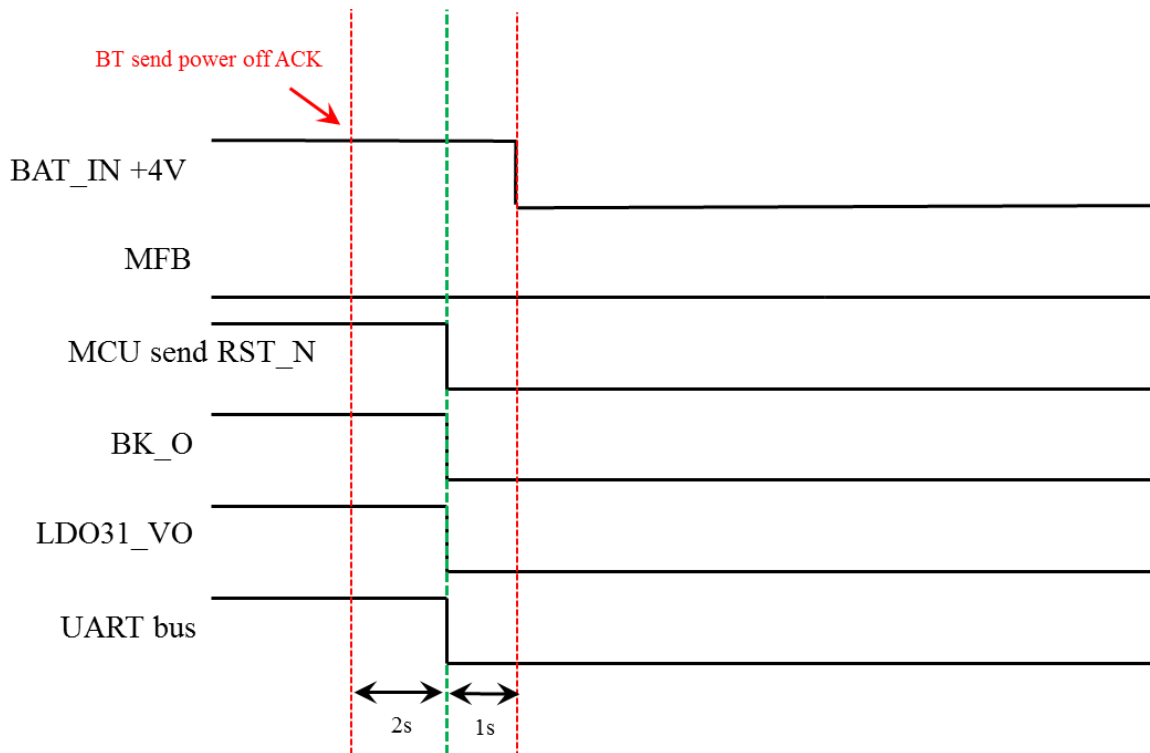 BT send power off ACK
BAT_IN +4V
MFB
MCU send RST_N
BK_O
LDO31_VO
UART bus
2s
1s